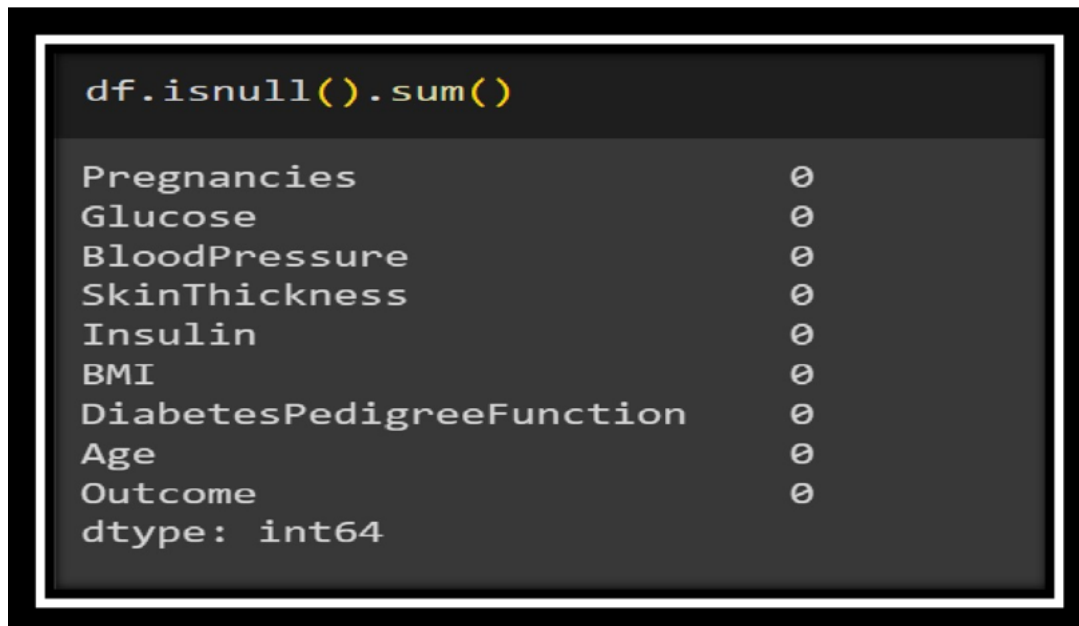 df.isnull().sum()
Pregnancies 0
Glucose 0
BloodPressure 0
SkinThickness 0
Insulin 0
BMI 0
DiabetesPedigreeFunction 0
Age 0
Outcome 0
dtype: int64